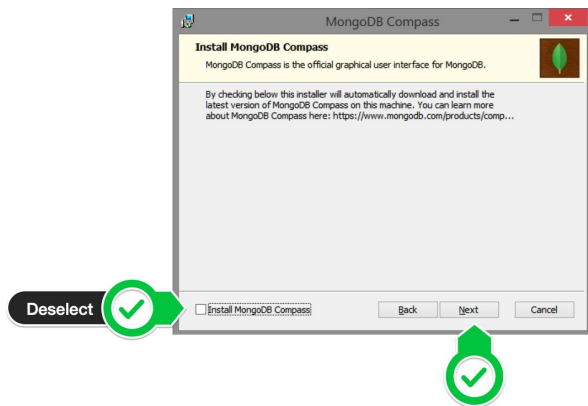 MongoDB Compass
Install MongoDB Compass
MongoDB Compass is the official graphical user interface for MongoDB.
By checking below this installer will automatically download and install the
latest version of MongoDB Compass on this machine. You can learn more
about MongoDB Compass here: https://www.mongodb.com/products/comp...
Deselect
Install MongoDB Compass
Back
Next
Cancel